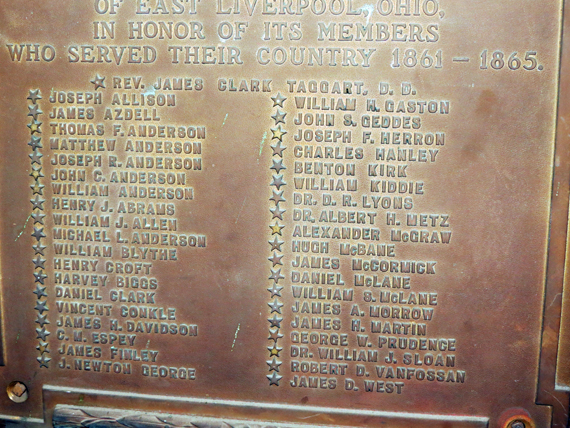 OF EAST LIVERPOOL, OHIO,
IN HONOR OF ITS MEMBERS
WHO SERVED THEIR COUNTRY 1861 – 1865.
REV. JAMES CLARK TAGGART, D. D.
JOSEPH ALLISON
JAMES AZDELL
THOMAS F. ANDERSON
MATTHEW ANDERSON
JOSEPH R. ANDERSON
JOHN C. ANDERSON
WILLIAM ANDERSON
HENRY J. ABRAMS
WILLIAM J. ALLEN
MICHAEL L. ANDERSON
WILLIAM BLYTHE
HENRY CROFT
HARVEY BIGGS
DANIEL CLARK
VINCENT CONKLE
JAMES H. DAVIDSON
C. M. ESPEY
JAMES FINLEY
J. NEWTON GEORGE
WILLIAM H. GASTON
JOHN S. GEDDES
JOSEPH F. HERRON
CHARLES HANLEY
BENTON KIRK
WILLIAM KIDDIE
DR. D. R. LYONS
DR. ALBERT H. METZ
ALEXANDER McGRAW
HUGH McBANE
JAMES McCORMICK
DANIEL McLANE
WILLIAM S. McLANE
JAMES A. MORROW
JAMES H. MARTIN
GEORGE V. PRUDENCE
DR. WILLIAM J. SLOAN
ROBERT D. VANFOSSAN
JAMES D. WEST